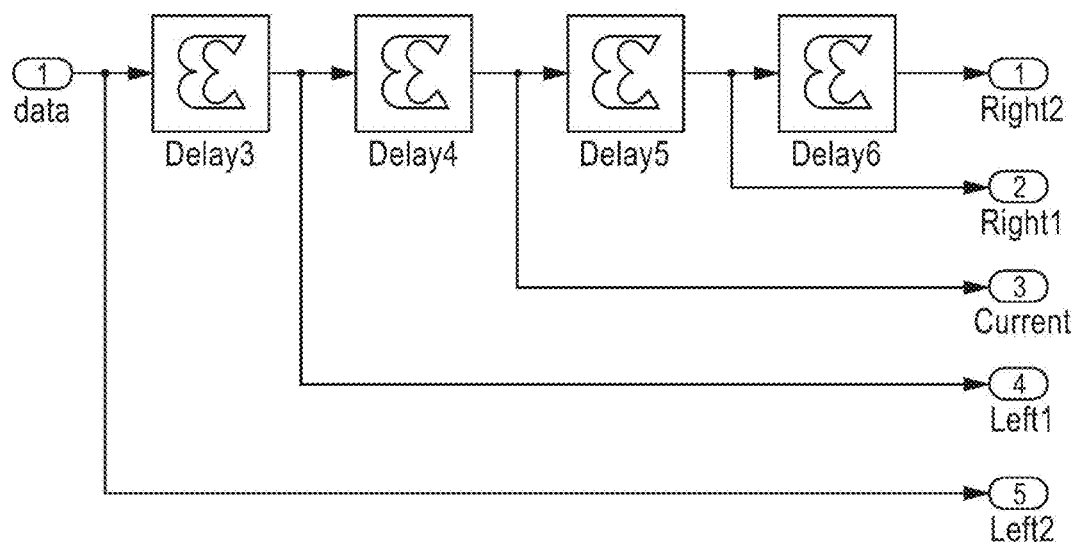 1
data
Delay3
Delay4
Delay5
Delay6
1
Right2
2
Right1
3
Current
4
Left1
5
Left2